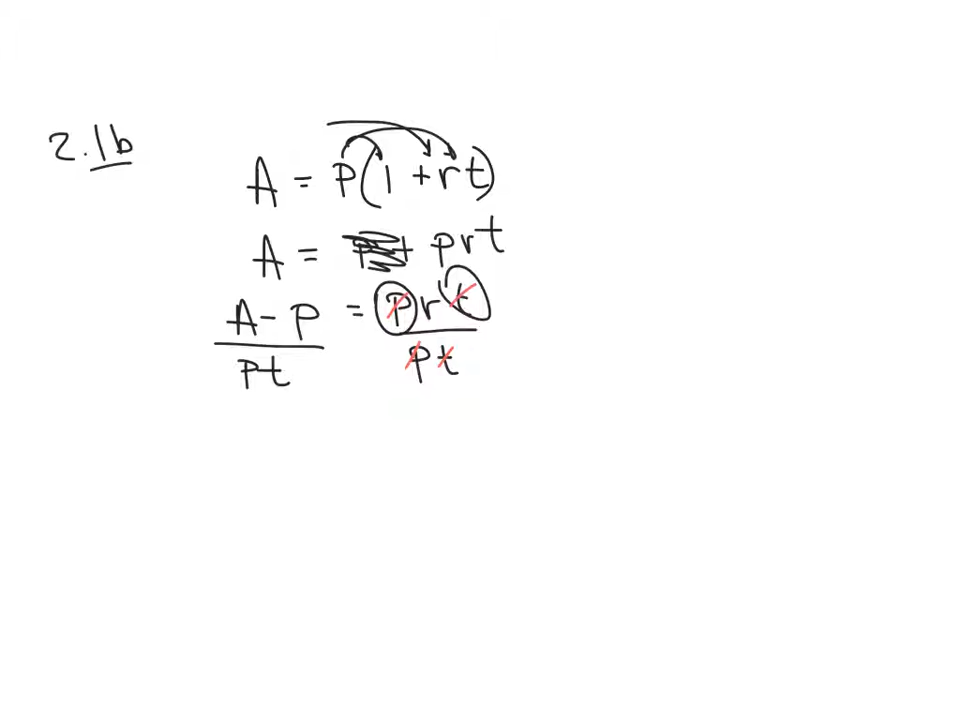 2.1b
A = P(1 + rt)
A = P + prt
A - P = prt
pt pt